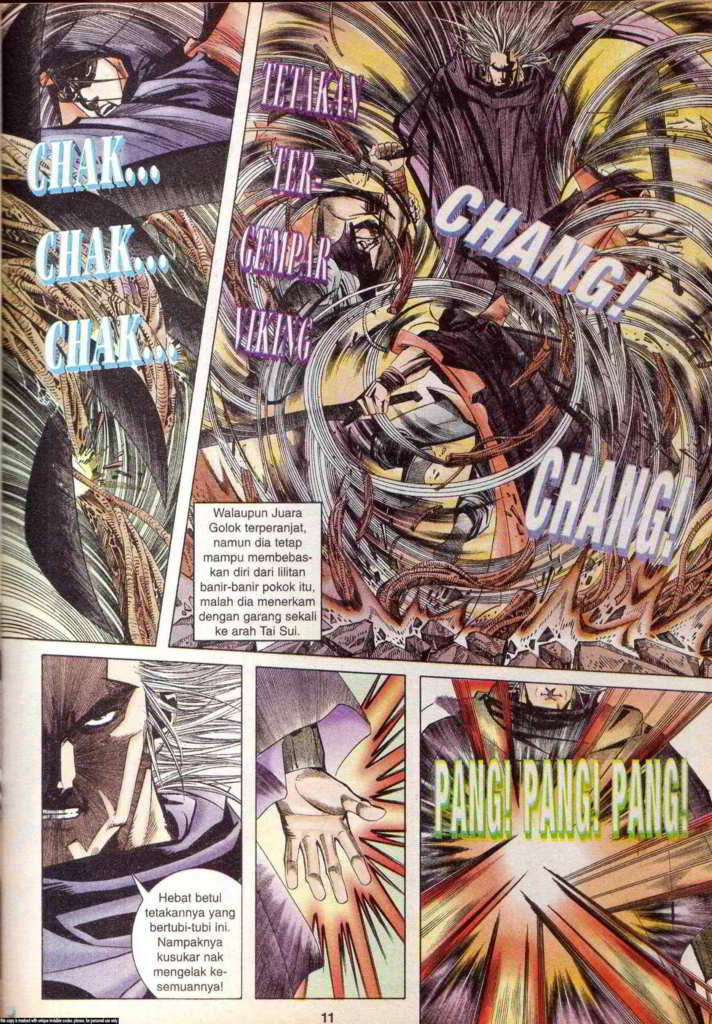 CHAK...
CHAK...
CHAK...
TETAKAN
TER-
GEMPAR
VIKING
CHANG!
CHANG!
Walaupun Juara
Golok terperanjat,
namun dia tetap
mampu membebas-
kan diri dari lilitan
banir-banir pokok itu,
malah dia menerkam
dengan garang sekali
ke arah Tai Sui.
Hebat betul
tetakannya yang
bertubi-tubi ini.
Nampaknya
kusukar nak
mengelak ke-
semuannya!
PANG! PANG! PANG!
11